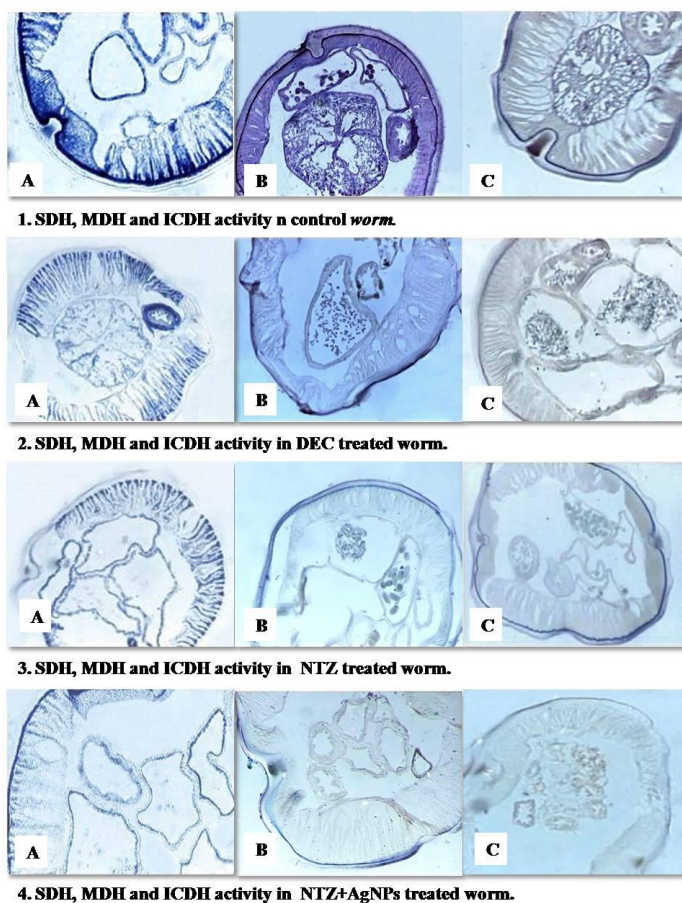 A B C
1. SDH, MDH and ICDH activity n control worm.
A B C
2. SDH, MDH and ICDH activity in DEC treated worm.
A B C
3. SDH, MDH and ICDH activity in NTZ treated worm.
A B C
4. SDH, MDH and ICDH activity in NTZ+AgNPs treated worm.